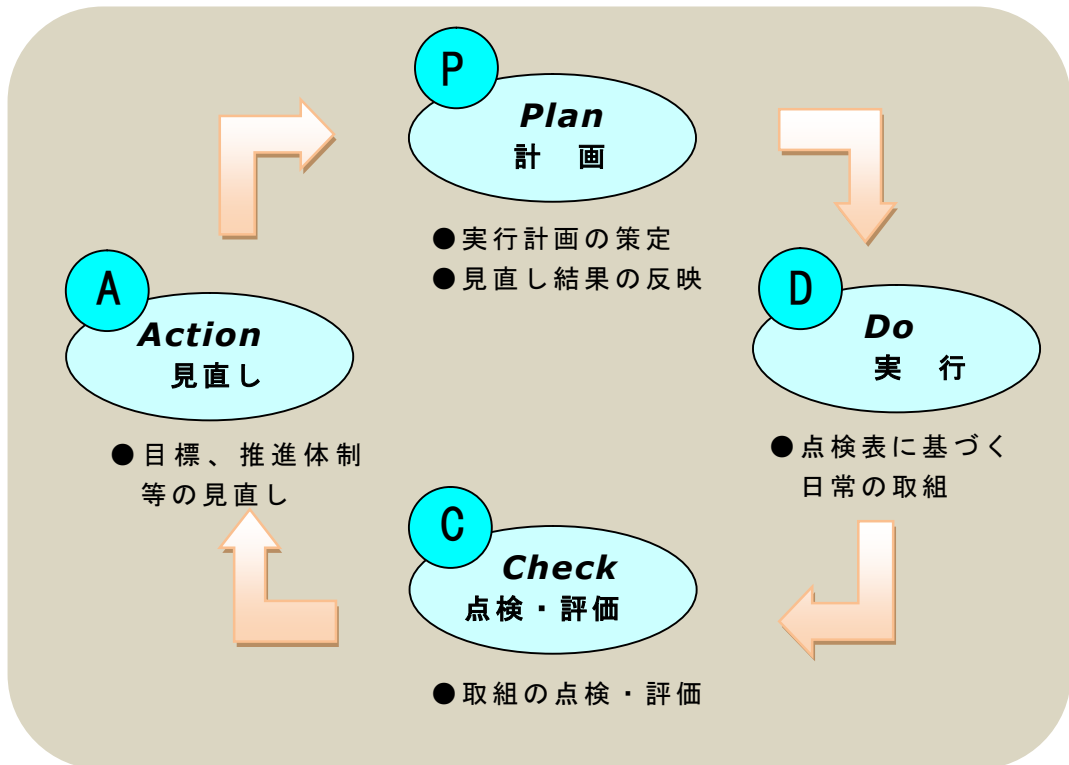 P
Plan
計　画
●実行計画の策定
●見直し結果の反映
D
Do
実　行
●点検表に基づく
日常の取組
C
Check
点検・評価
●取組の点検・評価
A
Action
見直し
●目標、推進体制
等の見直し